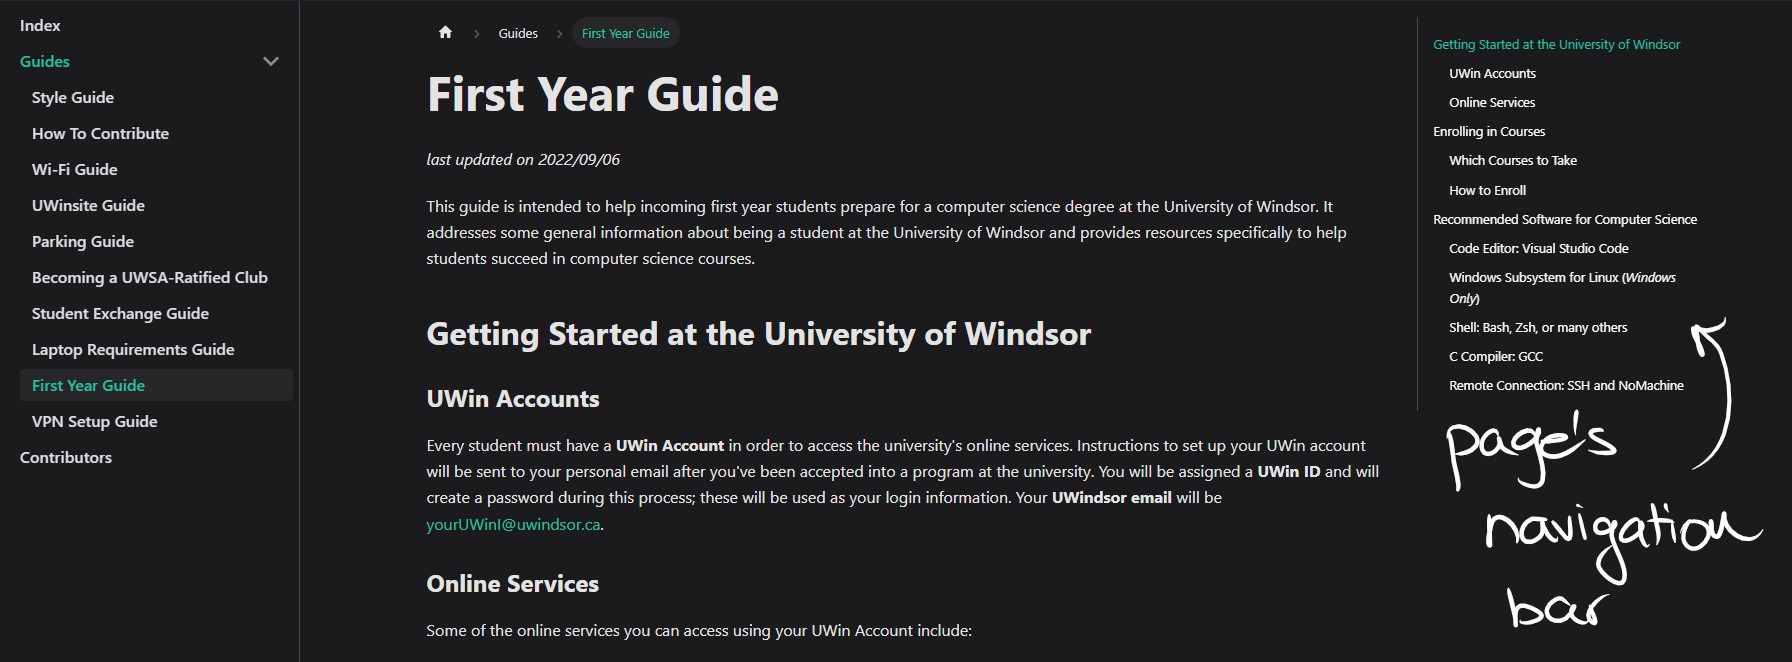 Index
Guides
Style Guide
How To Contribute
Wi-Fi Guide
UWinsite Guide
Parking Guide
Becoming a UWSA-Ratified Club
Student Exchange Guide
Laptop Requirements Guide
First Year Guide
VPN Setup Guide
Contributors
Guides
First Year Guide
First Year Guide
last updated on 2022/09/06
This guide is intended to help incoming first year students prepare for a computer science degree at the University of Windsor. It
addresses some general information about being a student at the University of Windsor and provides resources specifically to help
students succeed in computer science courses.
Getting Started at the University of Windsor
UWin Accounts
Every student must have a UWin Account in order to access the university's online services. Instructions to set up your UWin account
will be sent to your personal email after you've been accepted into a program at the university. You will be assigned a UWin ID and will
create a password during this process; these will be used as your login information. Your UWindsor email will be
yourUWinI@uwindsor.ca.
Online Services
Some of the online services you can access using your UWin Account include:
Getting Started at the University of Windsor
UWin Accounts
Online Services
Enrolling in Courses
Which Courses to Take
How to Enroll
Recommended Software for Computer Science
Code Editor: Visual Studio Code
Windows Subsystem for Linux (Windows
Only)
Shell: Bash, Zsh, or many others
C Compiler: GCC
Remote Connection: SSH and NoMachine
page's
navigation
bar